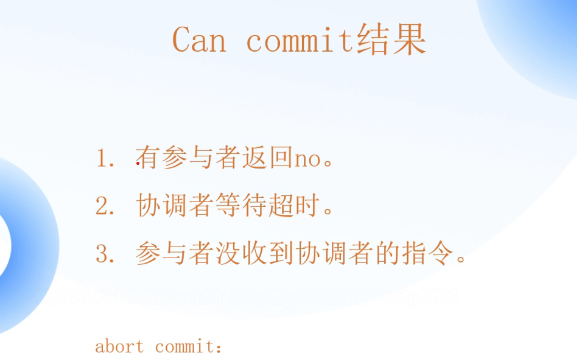 Can commit结果
1. 有参与者返回no。
2. 协调者等待超时。
3. 参与者没收到协调者的指令。
abort commit: